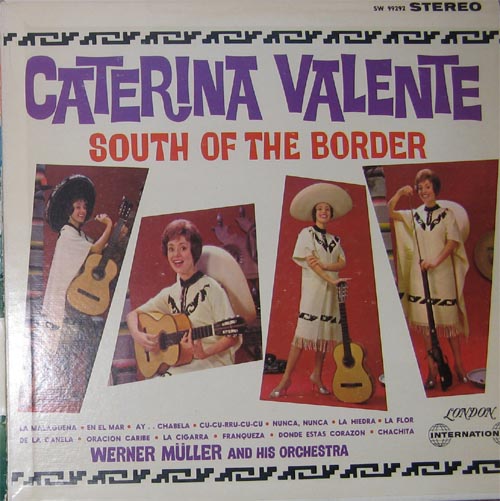 SW 99292 STEREO
CATERINA VALENTE
SOUTH OF THE BORDER
LA MALAGUENA • EN EL MAR • AY . . CHABELA • CU-CU-RRU-CU-CU • NUNCA, NUNCA • LA HIEDRA • LA FLOR
DE LA CANELA • ORACION CARIBE • LA CIGARRA • FRANQUEZA • DONDE ESTAS CORAZON • CHACHITA
WERNER MÜLLER AND HIS ORCHESTRA
LONDON
INTERNATIONAL